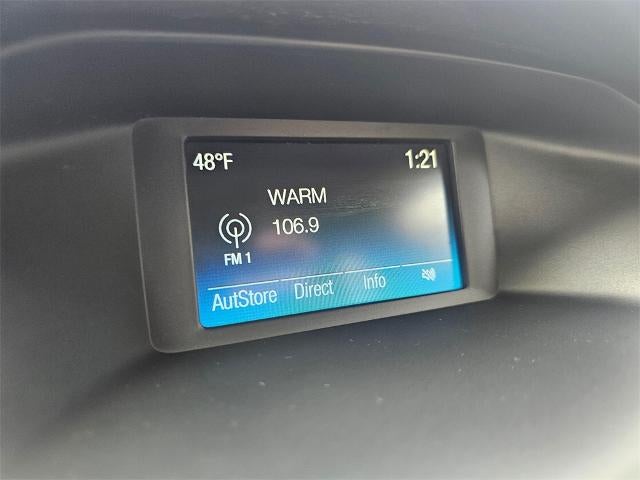 48°F 1:21
WARM
106.9
FM 1
AutStore Direct Info